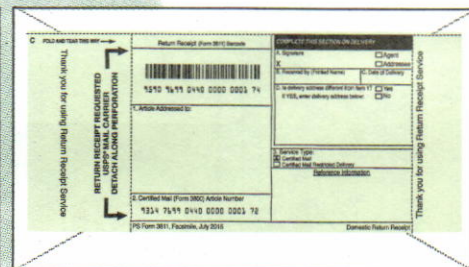 C FOLD AND TEAR THIS WAY
Thank you for using Return Receipt Service
RETURN RECEIPT REQUESTED
USPS® MAIL CARRIER
DETACH ALONG PERFORATION
Return Receipt (Form 3811) Barcode
9590 9699 0440 0000 0001 74
1. Article Addressed to:
2. Certified Mail (Form 3800) Article Number
9314 7699 0440 0000 0001 72
PS Form 3811, Facsimile, July 2015
COMPLETE THIS SECTION ON DELIVERY
A. Signature
X
Agent
Addressee
B. Received by (Printed Name)
C. Date of Delivery
D. Is delivery address different from item 1?
Yes
If YES, enter delivery address below:
No
3. Service Type:
Certified Mail
Certified Mail Restricted Delivery
Reference Information
Domestic Return Receipt
Thank you for using Return Receipt Service